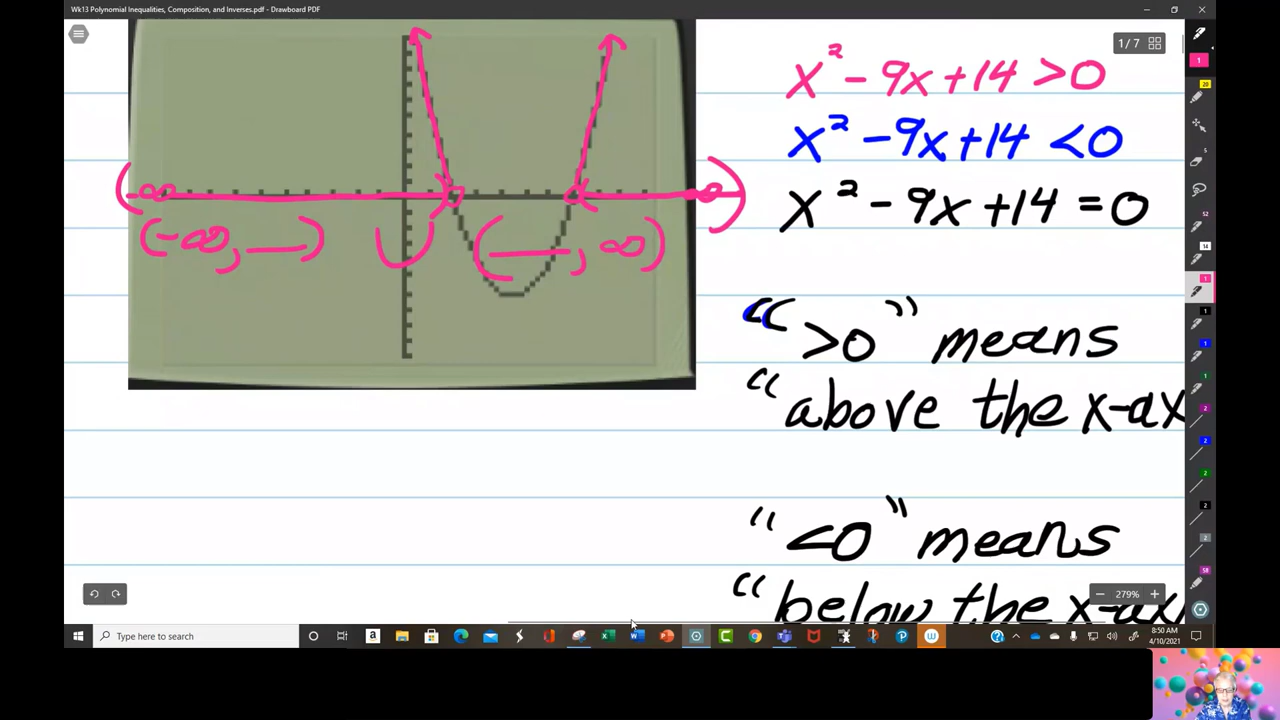 Wk13 Polynomial Inequalities, Composition, and Inverses.pdf - Drawboard PDF
1/7
x² - 9x + 14 > 0
x² - 9x + 14 < 0
x² - 9x + 14 = 0
(-∞, __) ∪ (__, ∞)
" >0 " means
" above the x-ax
" <0 " means
" below the x-ax
279%
Type here to search
8:50 AM
4/10/2021